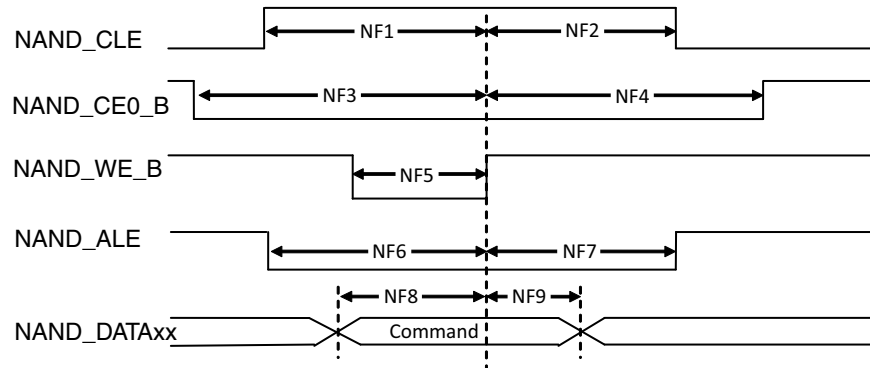 NAND_CLE NF1 NF2
NAND_CE0_B NF3 NF4
NAND_WE_B NF5
NAND_ALE NF6 NF7
NF8 NF9
NAND_DATAxx Command